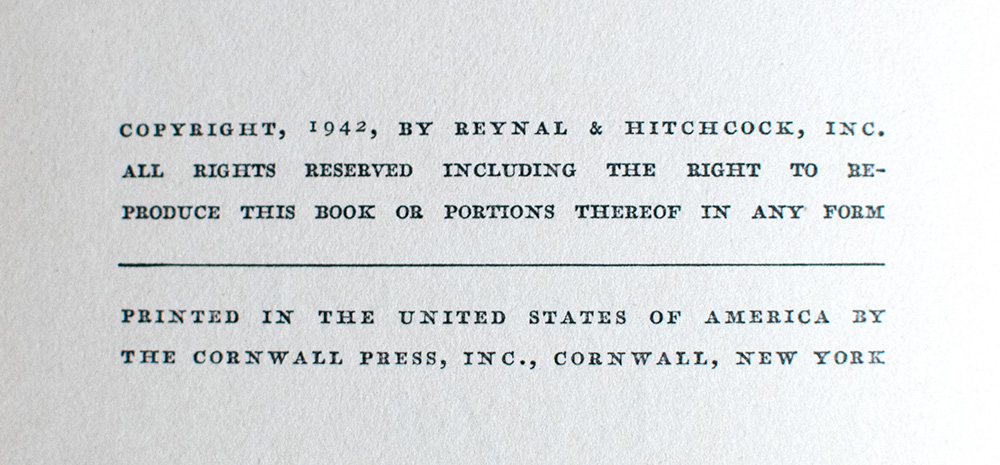 COPYRIGHT, 1942, BY REYNAL & HITCHCOCK, INC.
ALL RIGHTS RESERVED INCLUDING THE RIGHT TO RE-
PRODUCE THIS BOOK OR PORTIONS THEREOF IN ANY FORM
PRINTED IN THE UNITED STATES OF AMERICA BY
THE CORNWALL PRESS, INC., CORNWALL, NEW YORK